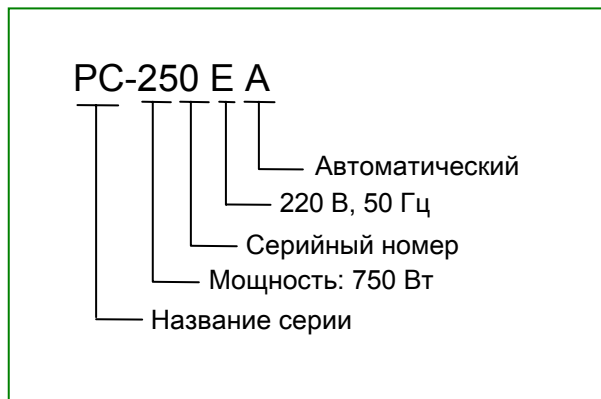 PC-250 E A
Автоматический
220 В, 50 Гц
Серийный номер
Мощность: 750 Вт
Название серии